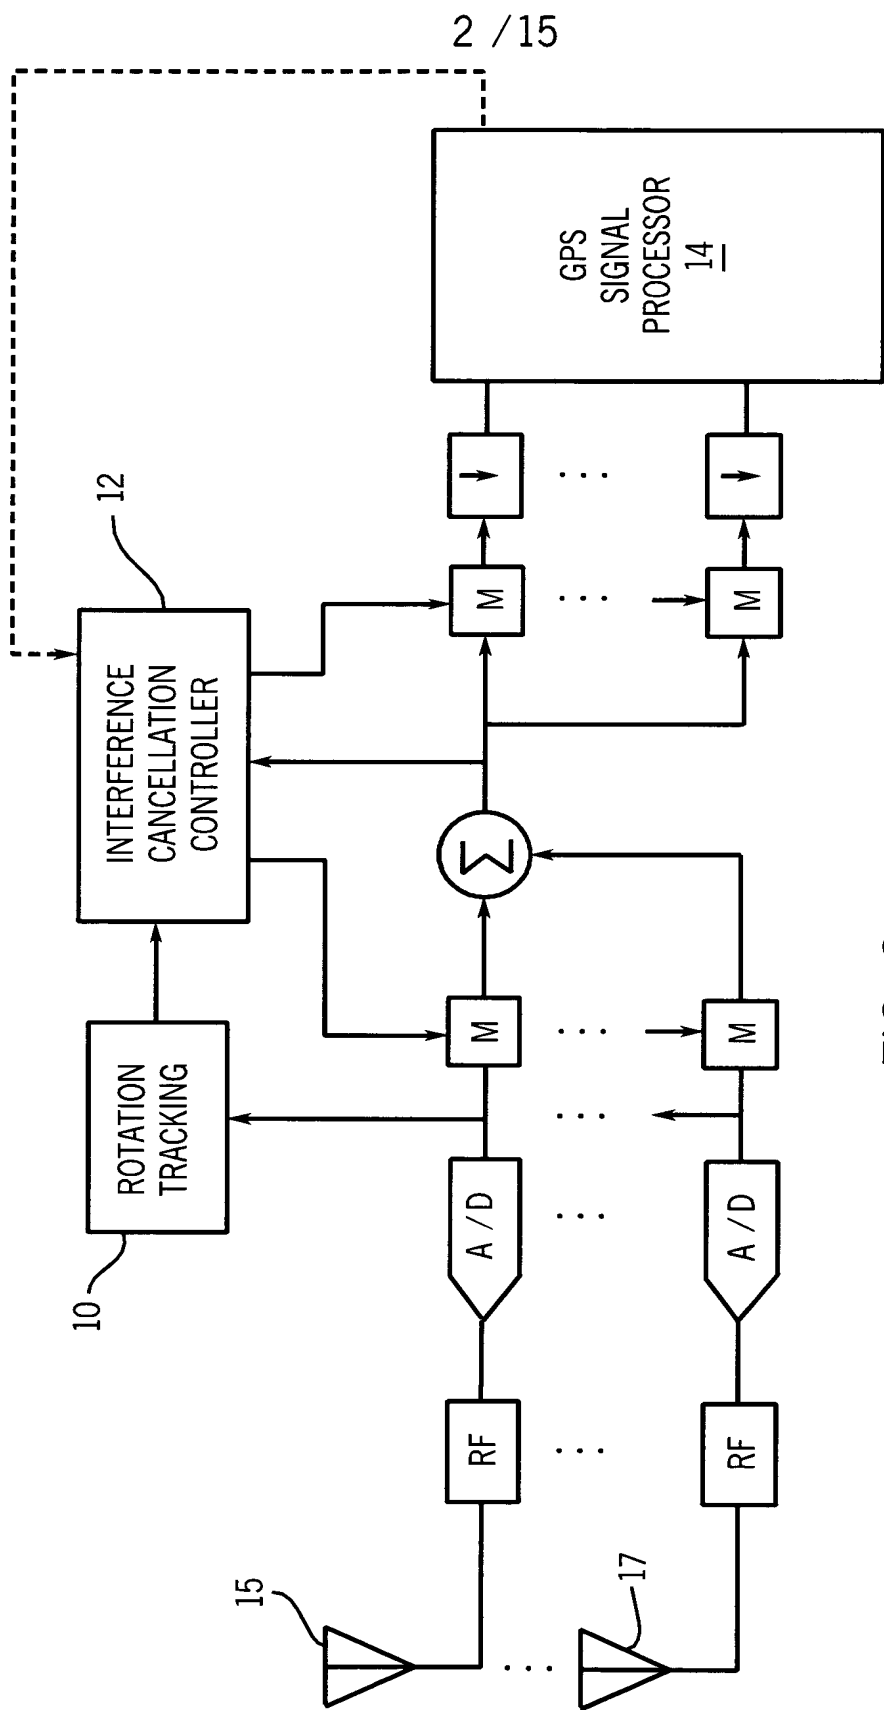 2 / 15
15
17
RF
RF
A / D
A / D
10
ROTATION
TRACKING
M
M
Σ
12
INTERFERENCE
CANCELLATION
CONTROLLER
M
M
GPS
SIGNAL
PROCESSOR
14